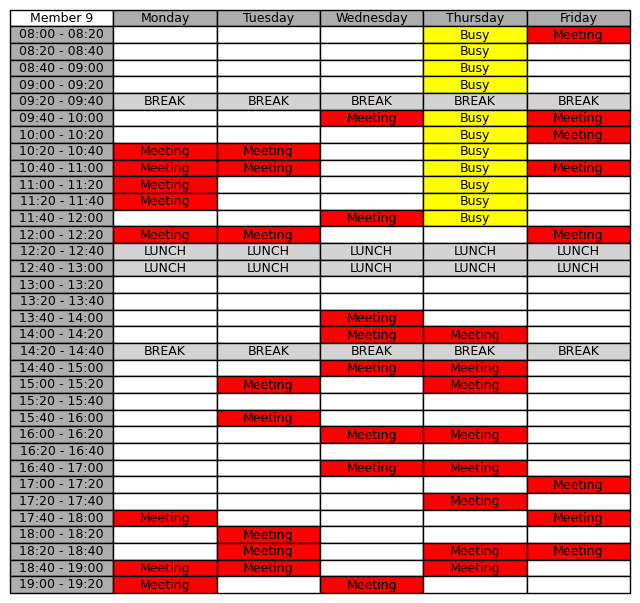 Member 9 Monday Tuesday Wednesday Thursday Friday
08:00 - 08:20 Busy Meeting
08:20 - 08:40 Busy
08:40 - 09:00 Busy
09:00 - 09:20 Busy
09:20 - 09:40 BREAK BREAK BREAK BREAK BREAK
09:40 - 10:00 Meeting Busy Meeting
10:00 - 10:20 Busy Meeting
10:20 - 10:40 Meeting Meeting Busy
10:40 - 11:00 Meeting Meeting Busy Meeting
11:00 - 11:20 Meeting Busy
11:20 - 11:40 Meeting Busy
11:40 - 12:00 Meeting Busy
12:00 - 12:20 Meeting Meeting Meeting
12:20 - 12:40 LUNCH LUNCH LUNCH LUNCH LUNCH
12:40 - 13:00 LUNCH LUNCH LUNCH LUNCH LUNCH
13:00 - 13:20
13:20 - 13:40
13:40 - 14:00 Meeting
14:00 - 14:20 Meeting Meeting
14:20 - 14:40 BREAK BREAK BREAK BREAK BREAK
14:40 - 15:00 Meeting Meeting
15:00 - 15:20 Meeting Meeting
15:20 - 15:40
15:40 - 16:00 Meeting
16:00 - 16:20 Meeting Meeting
16:20 - 16:40
16:40 - 17:00 Meeting Meeting
17:00 - 17:20 Meeting
17:20 - 17:40 Meeting
17:40 - 18:00 Meeting Meeting
18:00 - 18:20 Meeting
18:20 - 18:40 Meeting Meeting Meeting
18:40 - 19:00 Meeting Meeting Meeting
19:00 - 19:20 Meeting Meeting